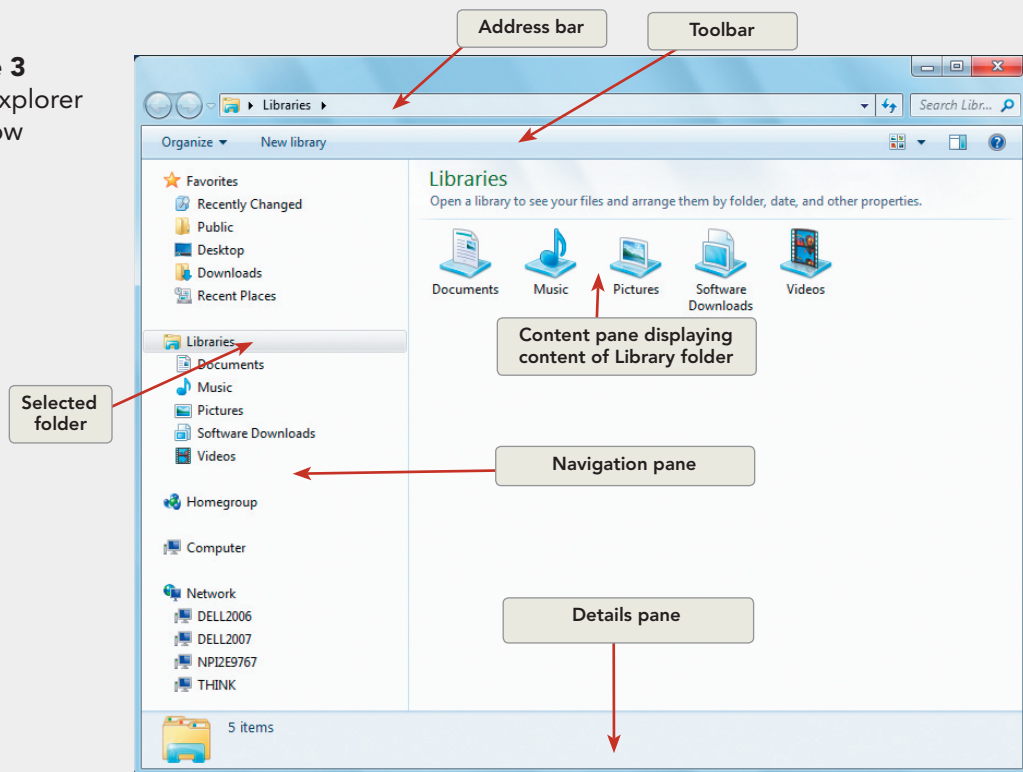 Address bar
Toolbar
3
xplorer
Libraries
Search Libr...
Organize
New library
Favorites
Recently Changed
Public
Desktop
Downloads
Recent Places
Libraries
Documents
Music
Pictures
Software Downloads
Videos
Homegroup
Computer
Network
DELL2006
DELL2007
NPI2E9767
THINK
Libraries
Open a library to see your files and arrange them by folder, date, and other properties.
Documents
Music
Pictures
Software
Downloads
Videos
Content pane displaying
content of Library folder
Selected
folder
Navigation pane
Details pane
5 items